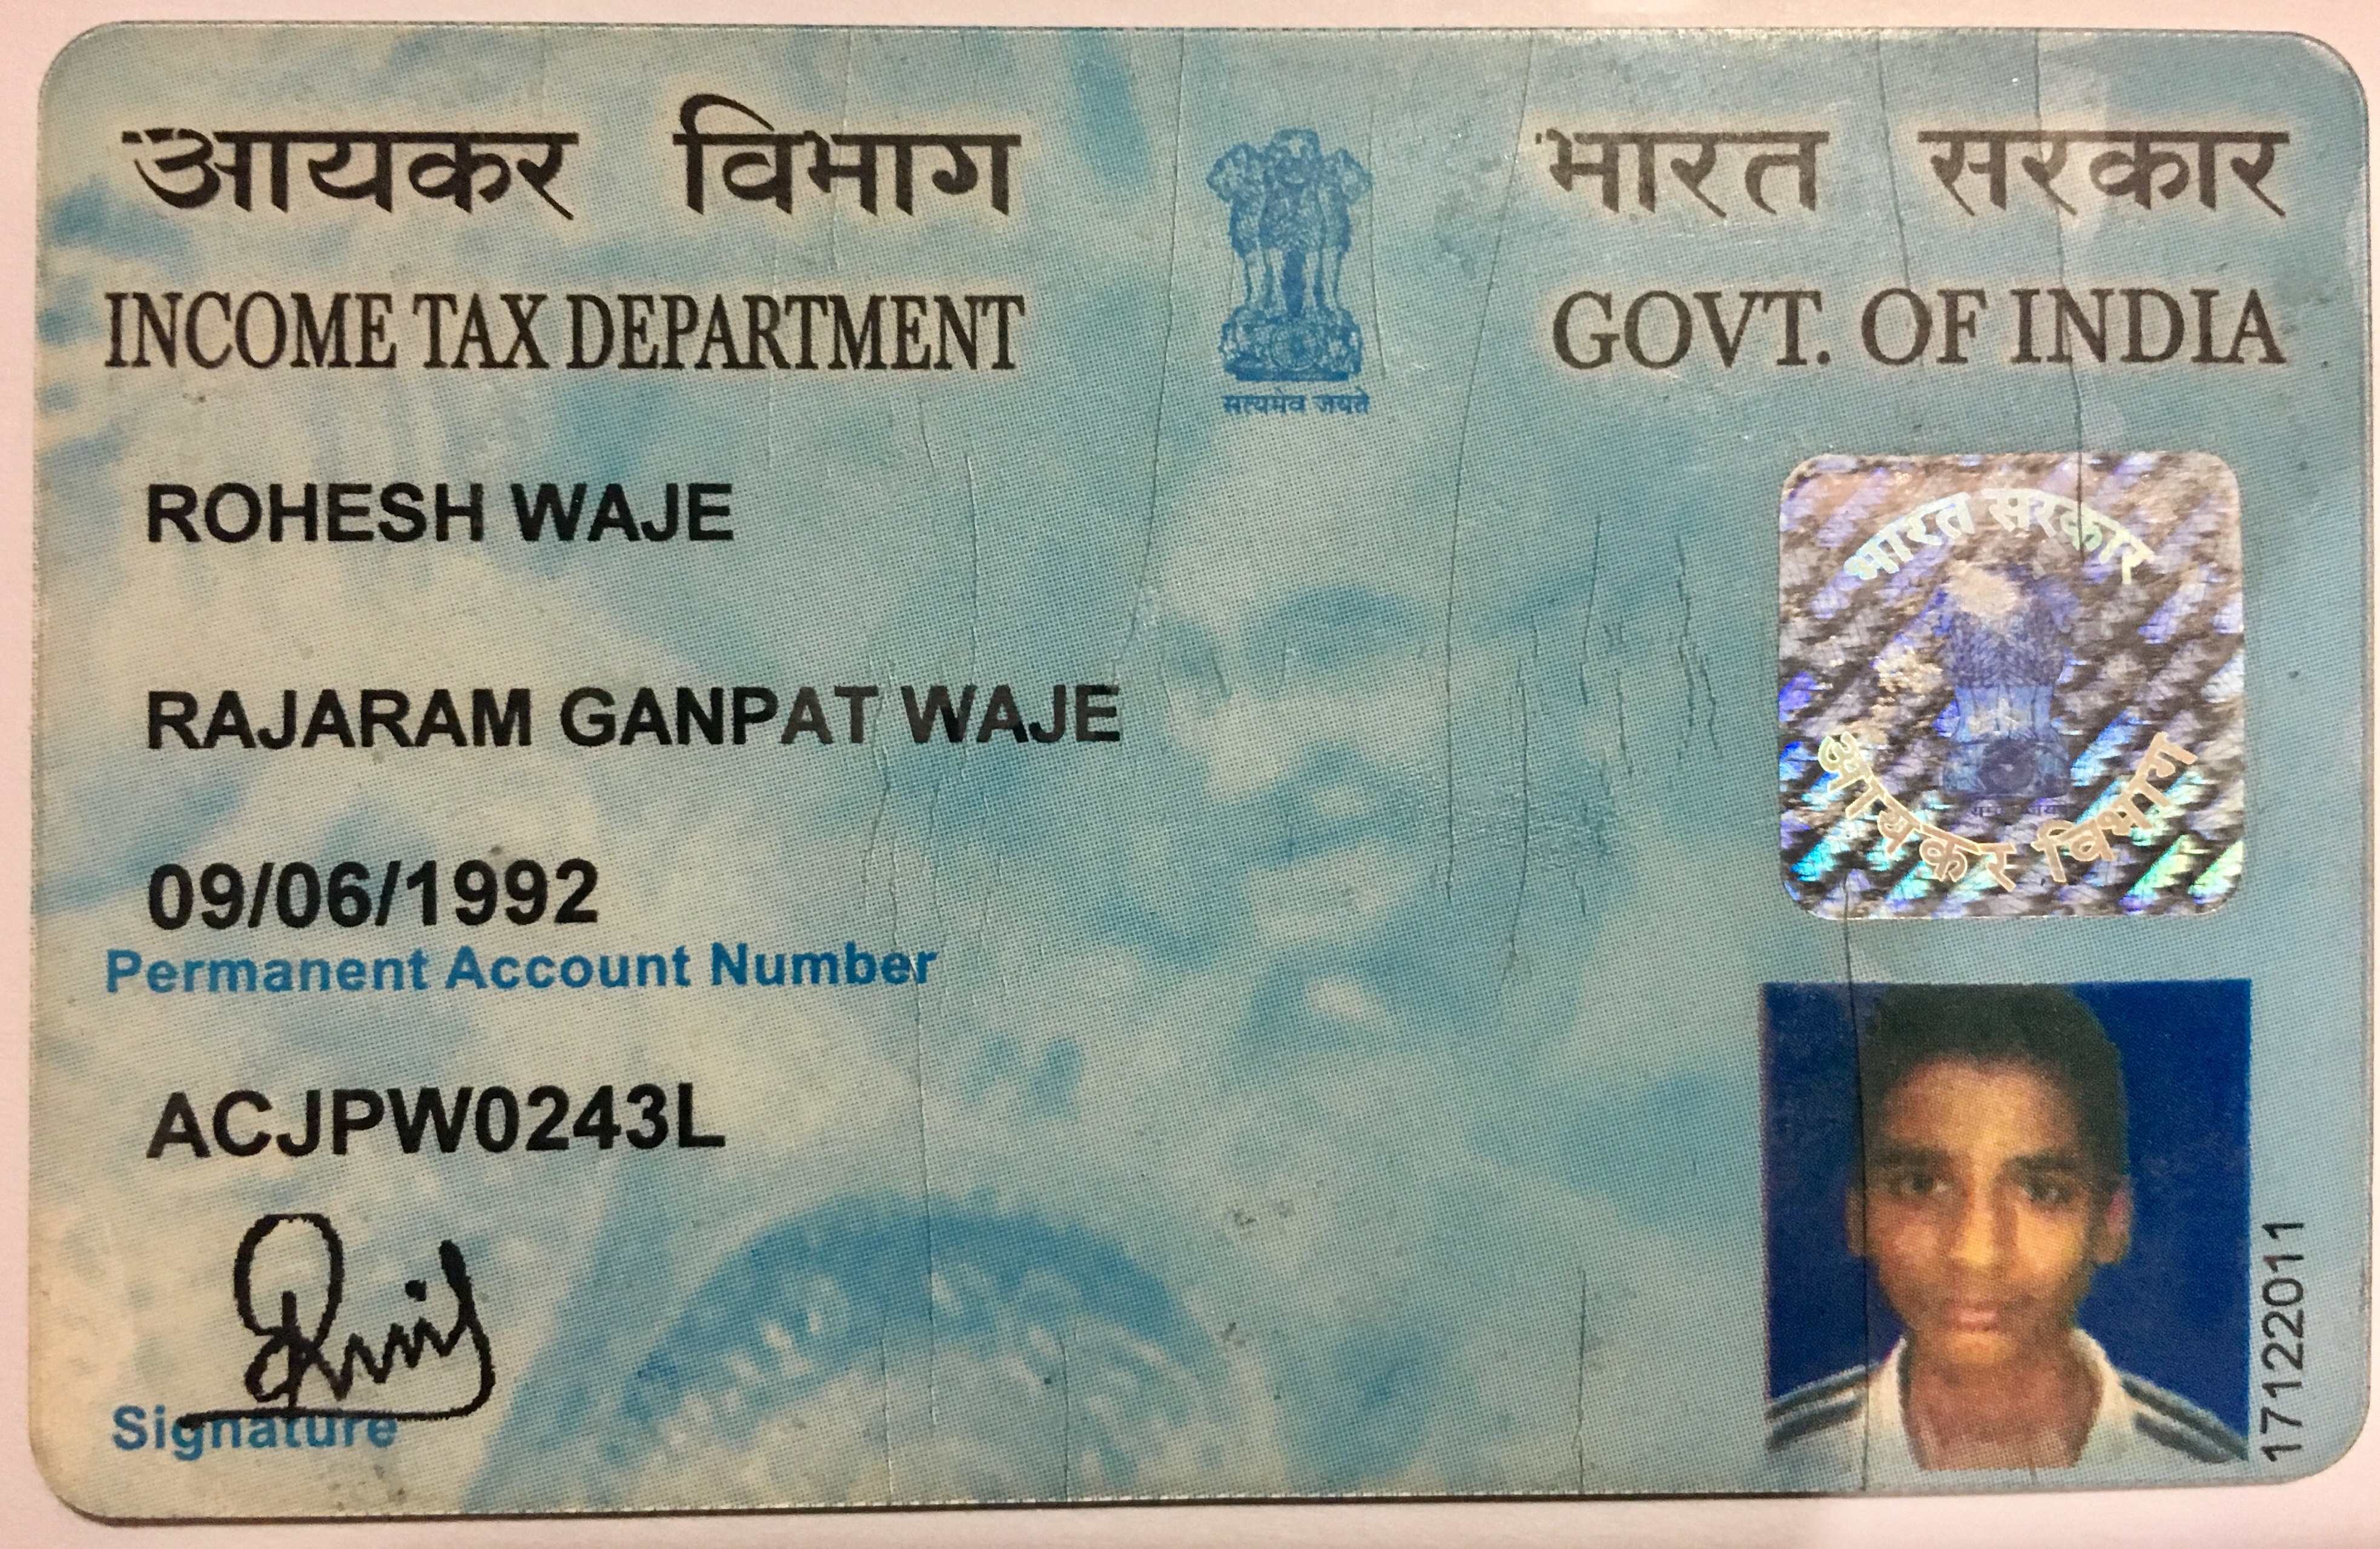 आयकर विभाग भारत सरकार
INCOME TAX DEPARTMENT GOVT. OF INDIA
सत्यमेव जयते
ROHESH WAJE
RAJARAM GANPAT WAJE
09/06/1992
Permanent Account Number
ACJPW0243L
Signature
भारत सरकार
आयकर विभाग
17122011